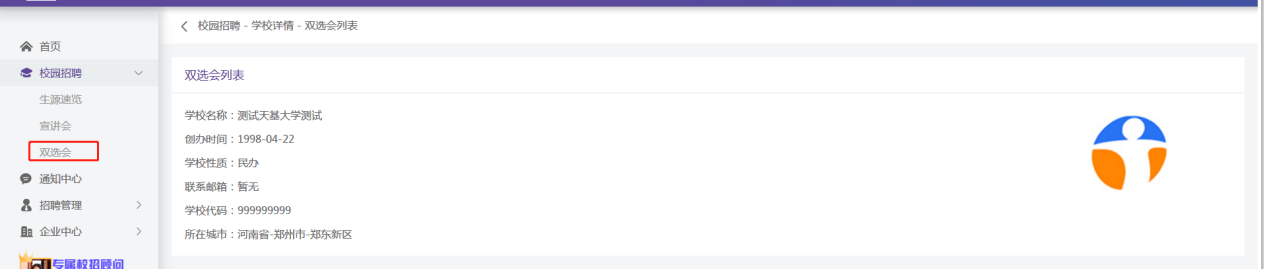 校园招聘 - 学校详情 - 双选会列表
首页
校园招聘
生源速览
宣讲会
双选会
通知中心
招聘管理
企业中心
专属校招顾问
双选会列表
学校名称：测试天基大学测试
创办时间：1998-04-22
学校性质：民办
联系邮箱：暂无
学校代码：999999999
所在城市：河南省-郑州市-郑东新区